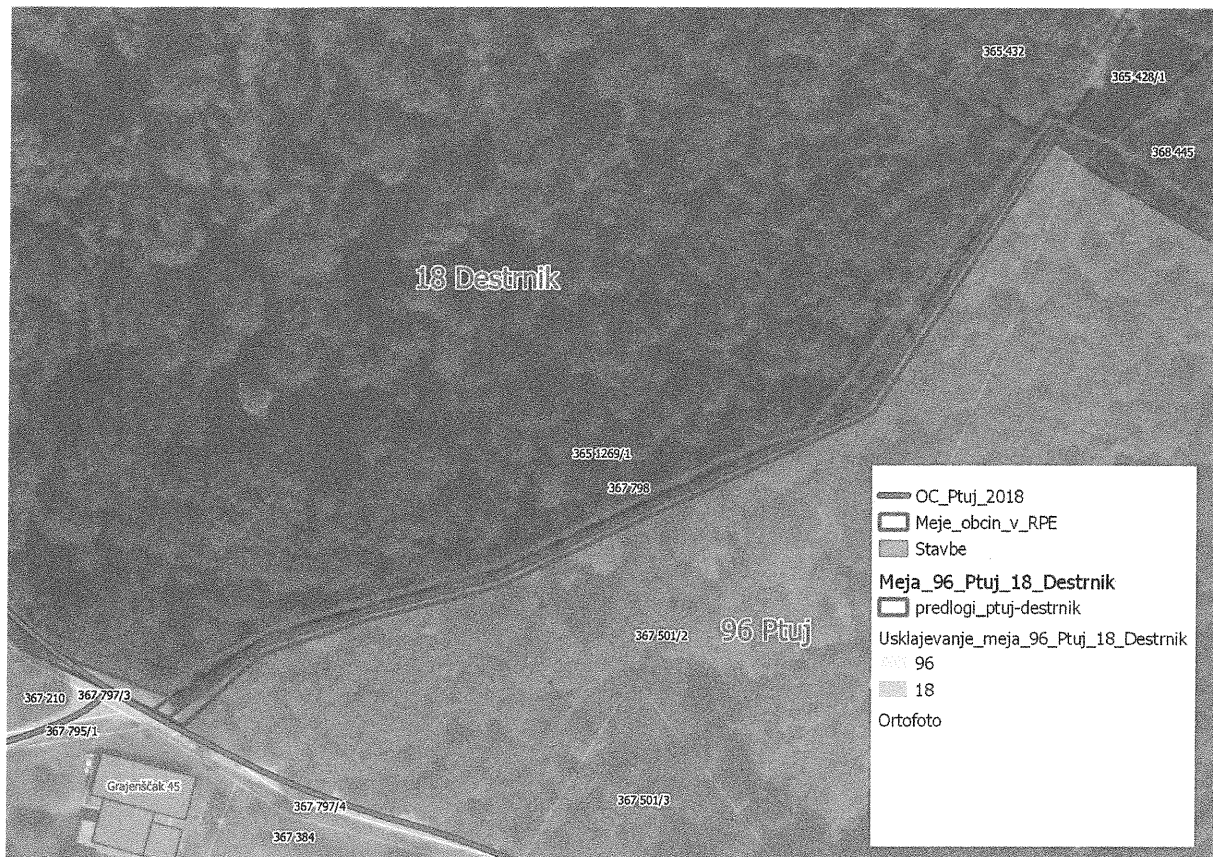 365 432
365 428/1
368 445
18 Destrnik
365 1269/1
367 798
367 501/2
96 Ptuj
367 210
367 797/3
367 795/1
Grajenščak 45
367 797/4
367 384
367 501/3
OC_Ptuj_2018
Meje_obcin_v_RPE
Stavbe
Meja_96_Ptuj_18_Destrnik
predlogi_ptuj-destrnik
Usklajevanje_meja_96_Ptuj_18_Destrnik
96
18
Ortofoto